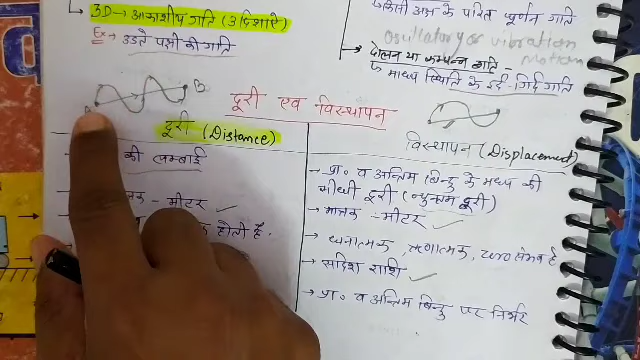 3D → आकाशीय गति (3 दिशाऐं)
Ex → उड़ते पक्षी की गति
के परितः घूर्णन गति
Oscillatory or vibration
Motion
→ दोलन या कम्पन्न गति -
माध्य स्थिति के इर्द-गिर्द गति
B
दूरी एवं विस्थापन
दूरी (Distance)
की लम्बाई
- मीटर
होती है.
विस्थापन (Displacement)
→ प्रा० व अन्तिम बिन्दु के मध्य की
सीधी दूरी (न्यूनतम दूरी)
→ मात्रक - मीटर
→ धनात्मक, ऋणात्मक, zero संभव है
→ सदिश राशि
→ प्रा० व अन्तिम बिन्दु पर निर्भर